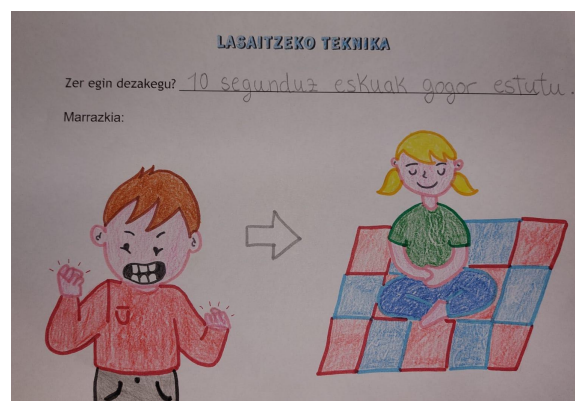 LASAITZEKO TEKNIKA
Zer egin dezakegu? 10 segunduz eskuak gogor estutu.
Marrazkia: